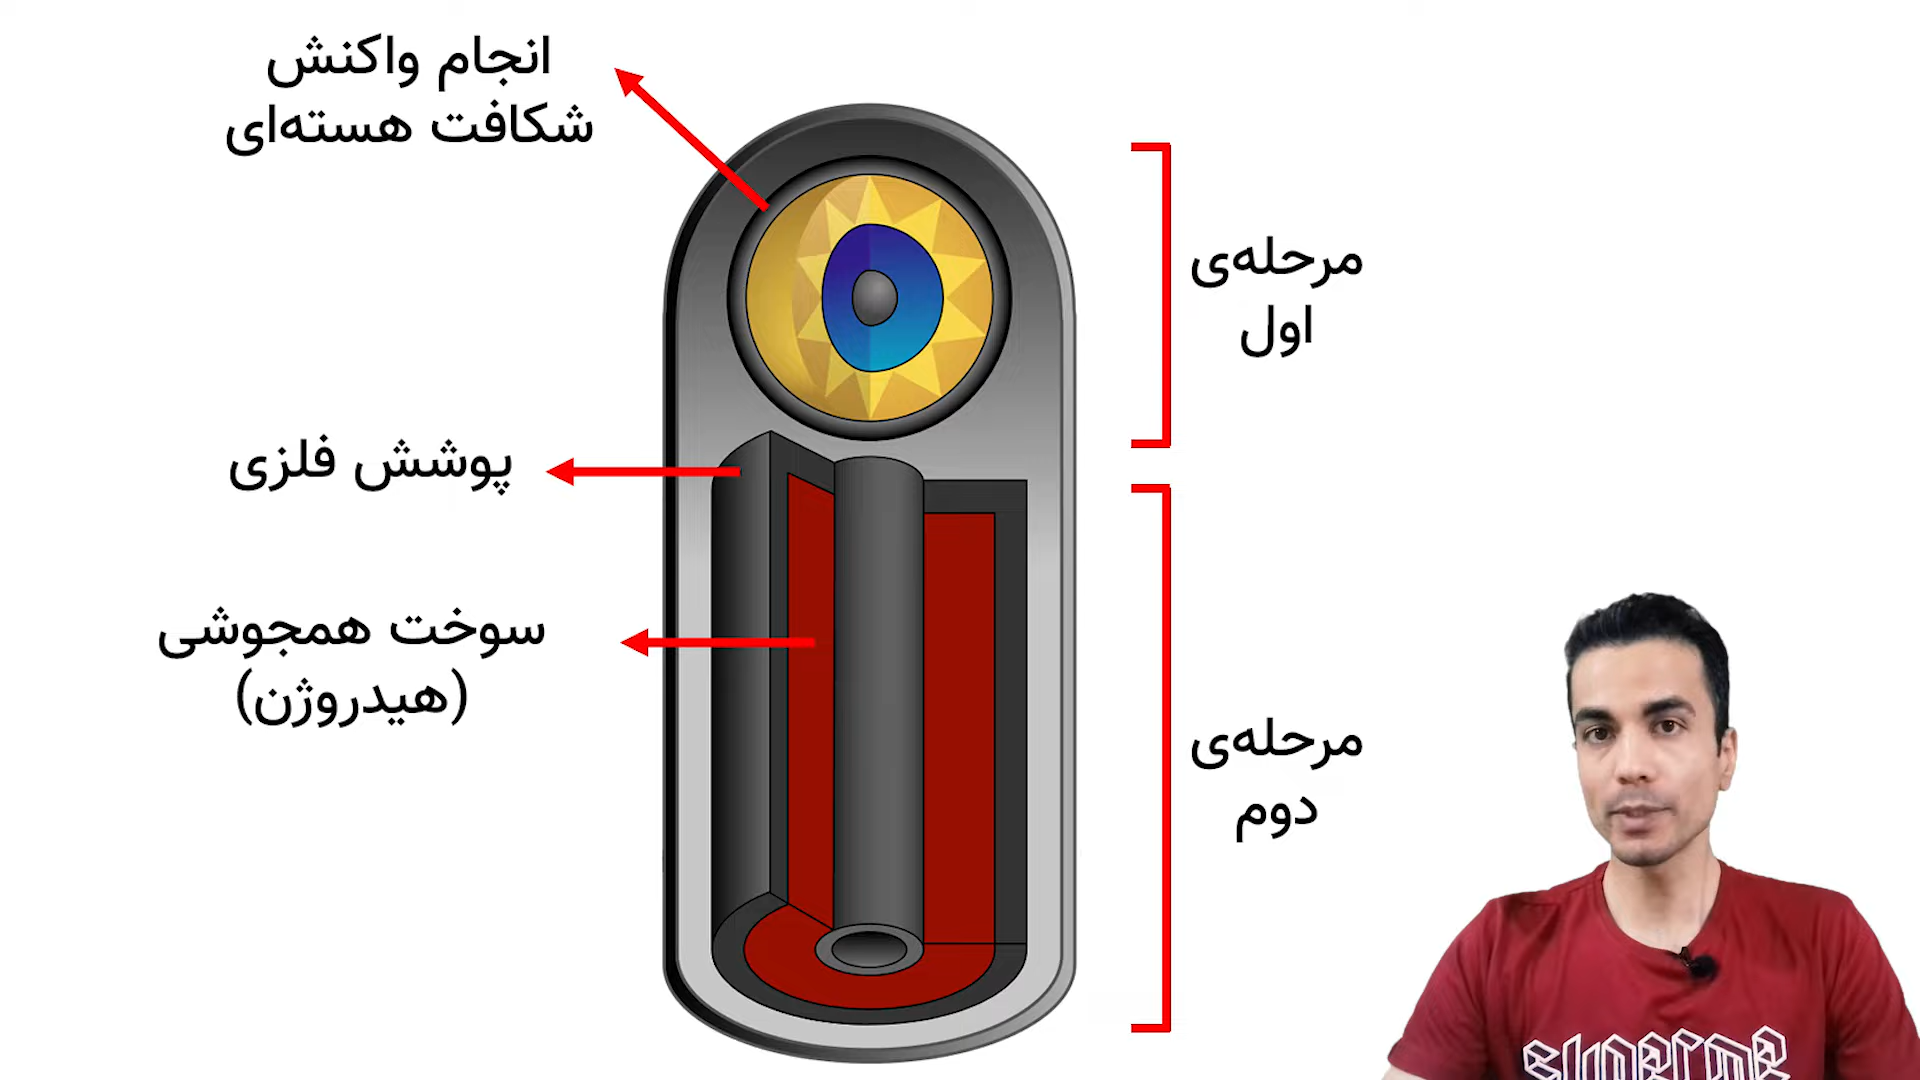 انجام واکنش
شکافت هسته‌ای
مرحله‌ی
اول
پوشش فلزی
سوخت همجوشی
(هیدروژن)
مرحله‌ی
دوم